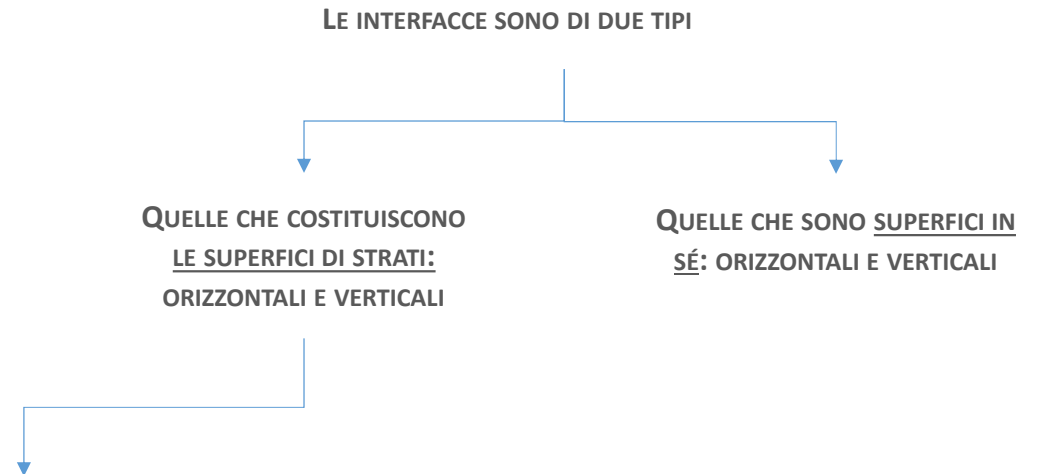 LE INTERFACCE SONO DI DUE TIPI
QUELLE CHE COSTITUISCONO
LE SUPERFICI DI STRATI:
ORIZZONTALI E VERTICALI
QUELLE CHE SONO SUPERFICI IN
SÉ: ORIZZONTALI E VERTICALI